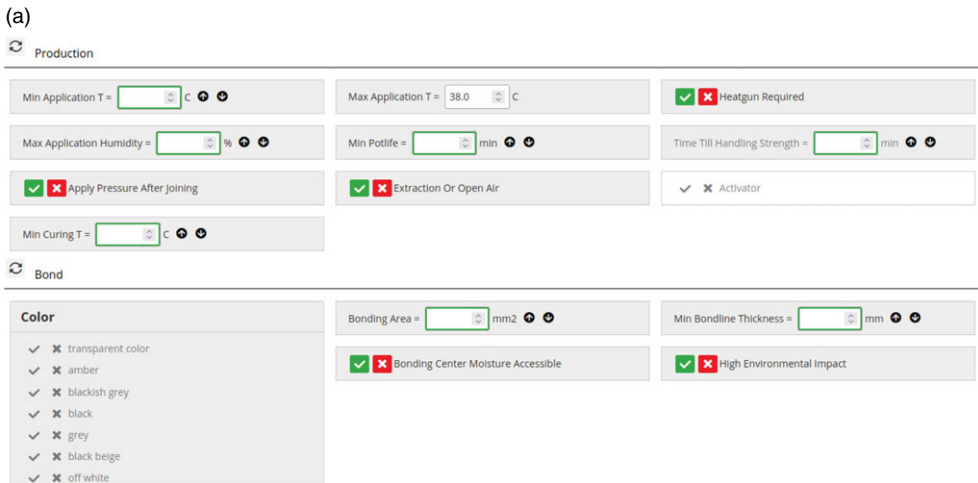 (a)
Production
Min Application T = C
Max Application T = 38.0 C
Heatgun Required
Max Application Humidity = %
Min Potlife = min
Time Till Handling Strength = min
Apply Pressure After Joining
Extraction Or Open Air
Activator
Min Curing T = C
Bond
Color
transparent color
amber
blackish grey
black
grey
black beige
off white
Bonding Area = mm2
Min Bondline Thickness = mm
Bonding Center Moisture Accessible
High Environmental Impact